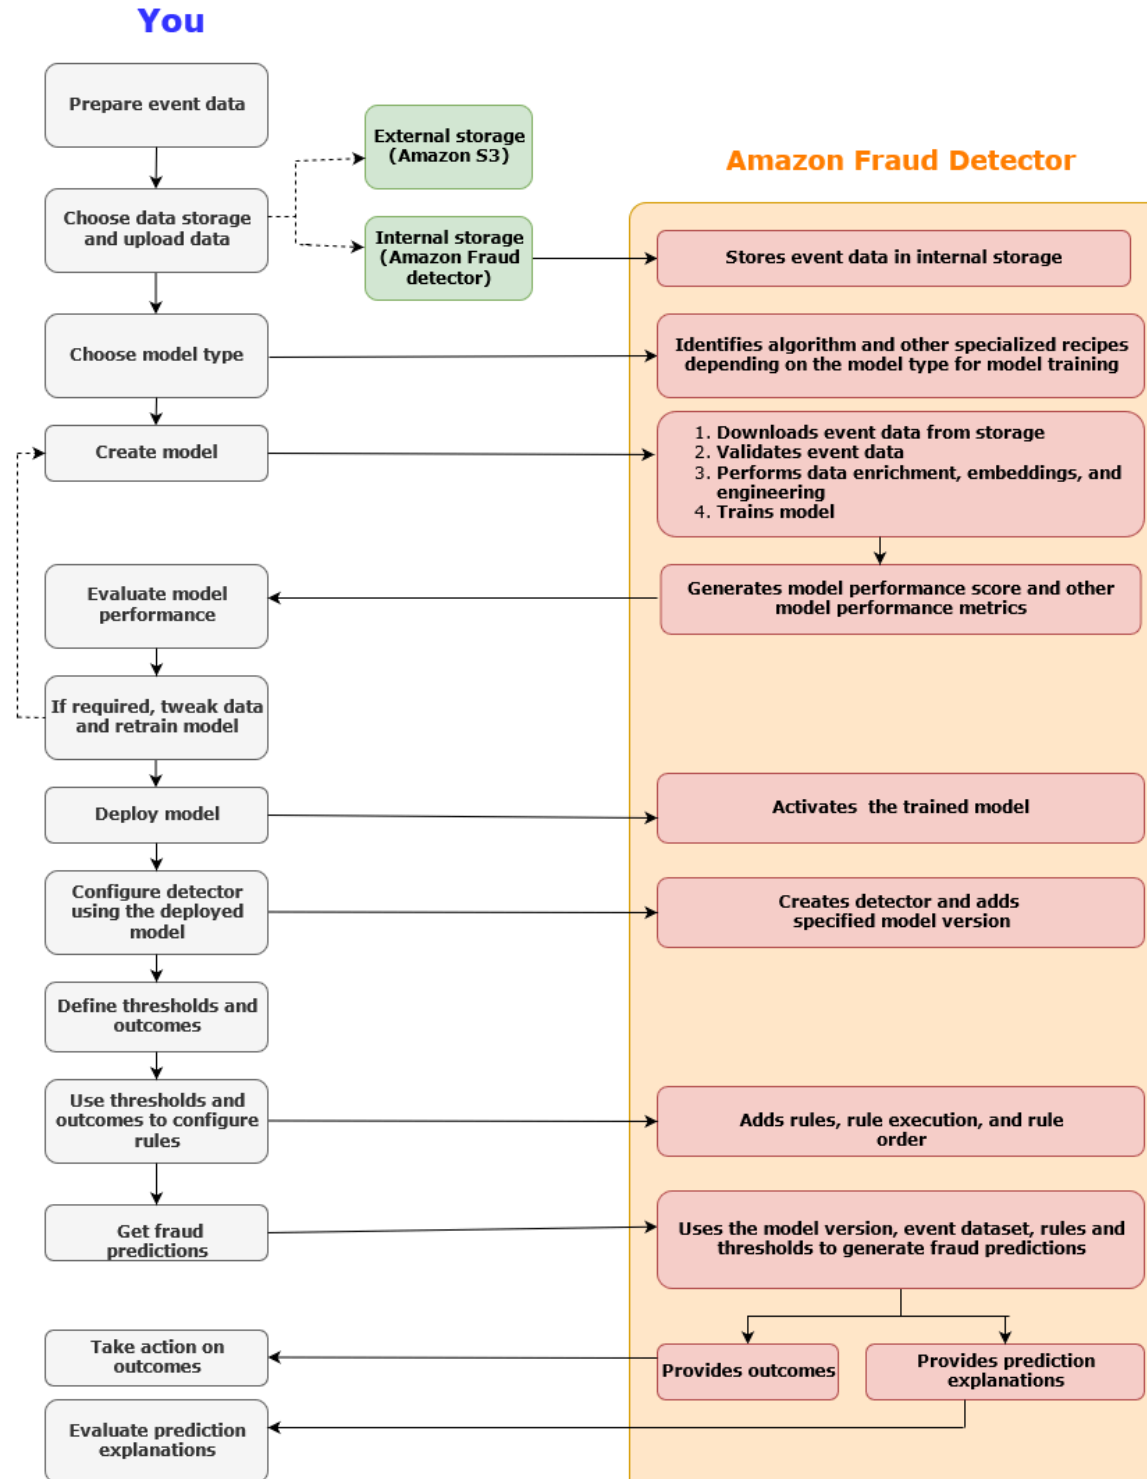 You
Prepare event data
External storage
(Amazon S3)
Amazon Fraud Detector
Choose data storage
and upload data
Internal storage
(Amazon Fraud
detector)
Stores event data in internal storage
Choose model type
Identifies algorithm and other specialized recipes
depending on the model type for model training
Create model
1. Downloads event data from storage
2. Validates event data
3. Performs data enrichment, embeddings, and
engineering
4. Trains model
Evaluate model
performance
Generates model performance score and other
model performance metrics
If required, tweak data
and retrain model
Deploy model
Activates the trained model
Configure detector
using the deployed
model
Creates detector and adds
specified model version
Define thresholds and
outcomes
Use thresholds and
outcomes to configure
rules
Adds rules, rule execution, and rule
order
Get fraud
predictions
Uses the model version, event dataset, rules and
thresholds to generate fraud predictions
Take action on
outcomes
Provides outcomes
Provides prediction
explanations
Evaluate prediction
explanations